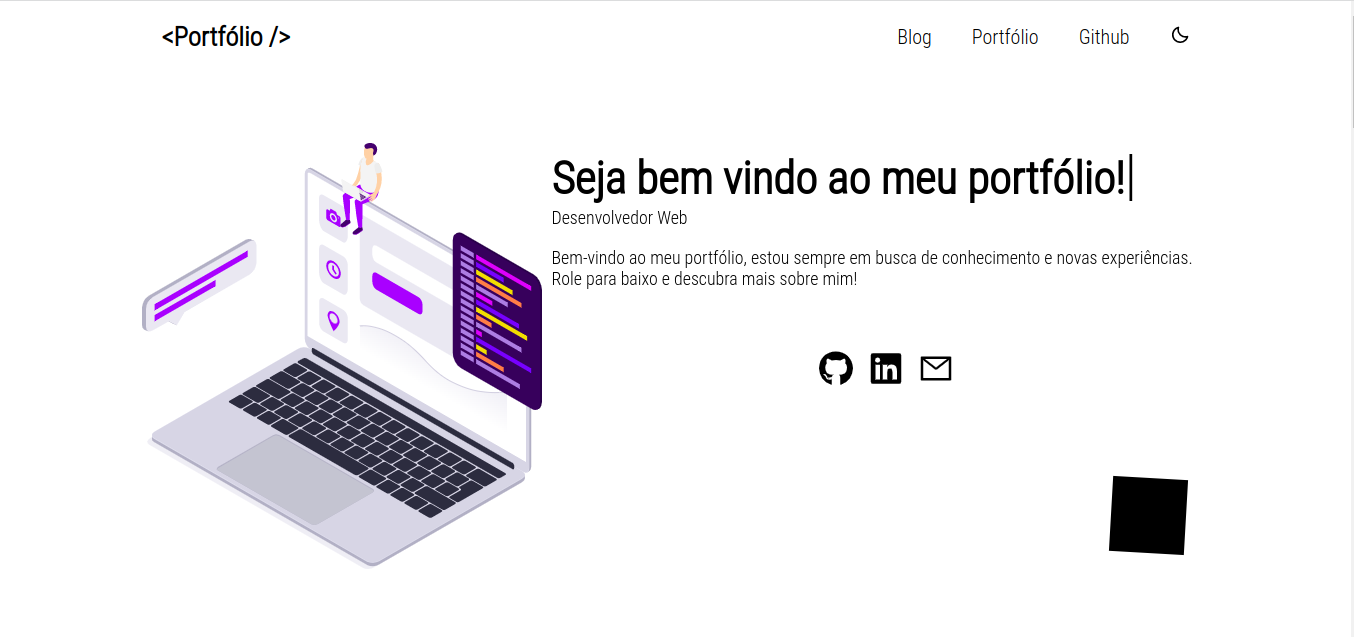 <Portfólio />
Blog
Portfólio
Github
Seja bem vindo ao meu portfólio!|
Desenvolvedor Web
Bem-vindo ao meu portfólio, estou sempre em busca de conhecimento e novas experiências.
Role para baixo e descubra mais sobre mim!
in